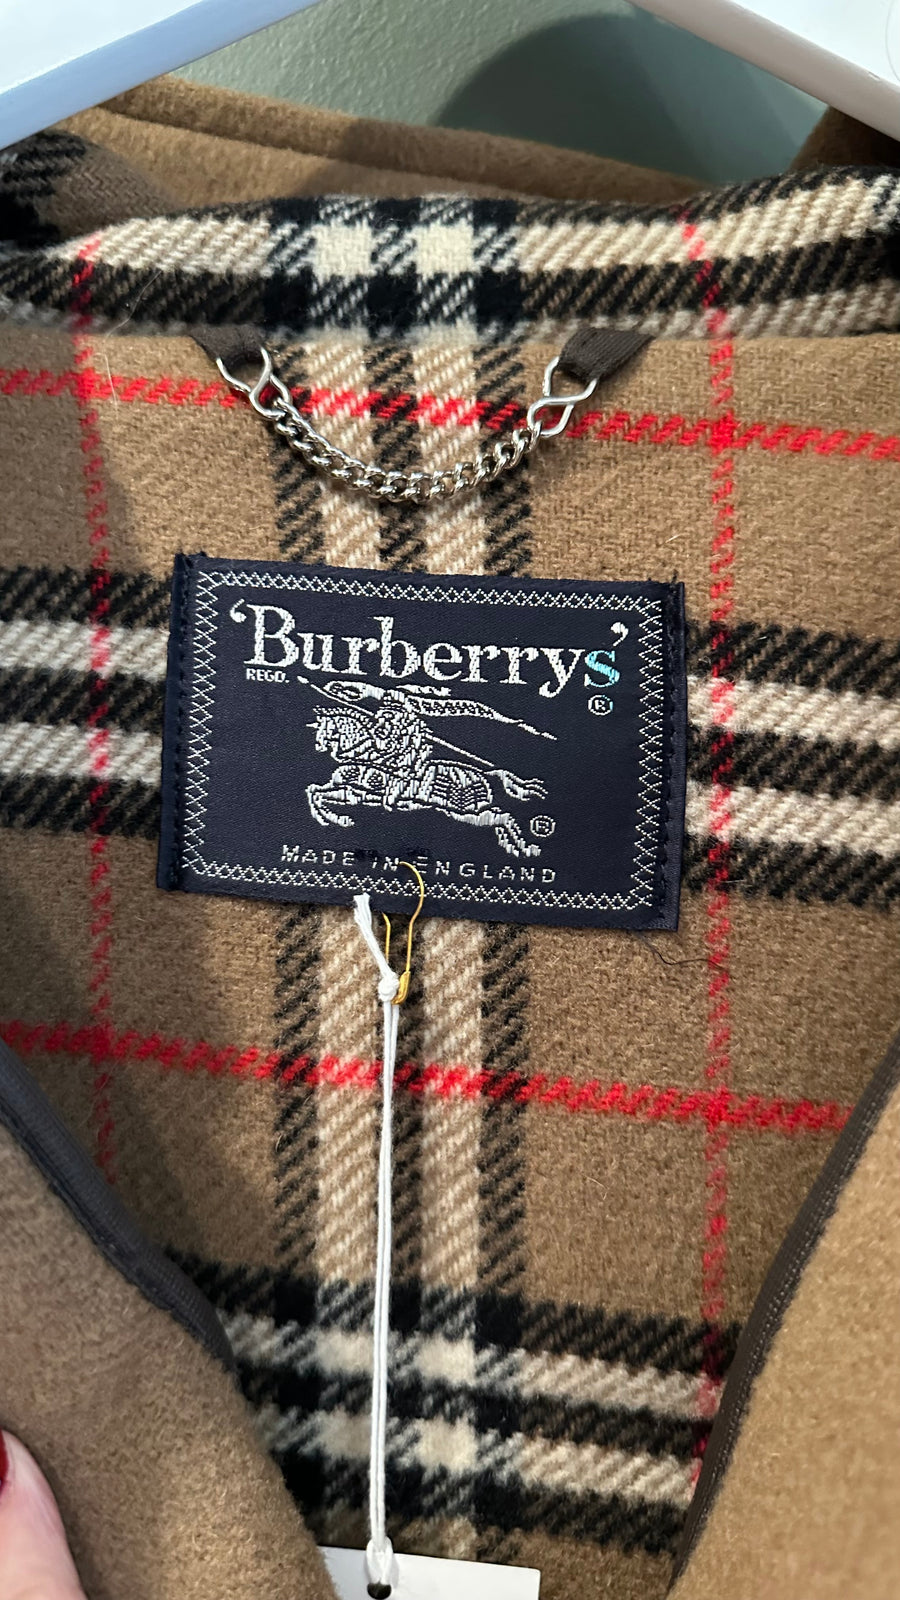 ‘Burberrys’
REGD. ®
®
MADE IN ENGLAND